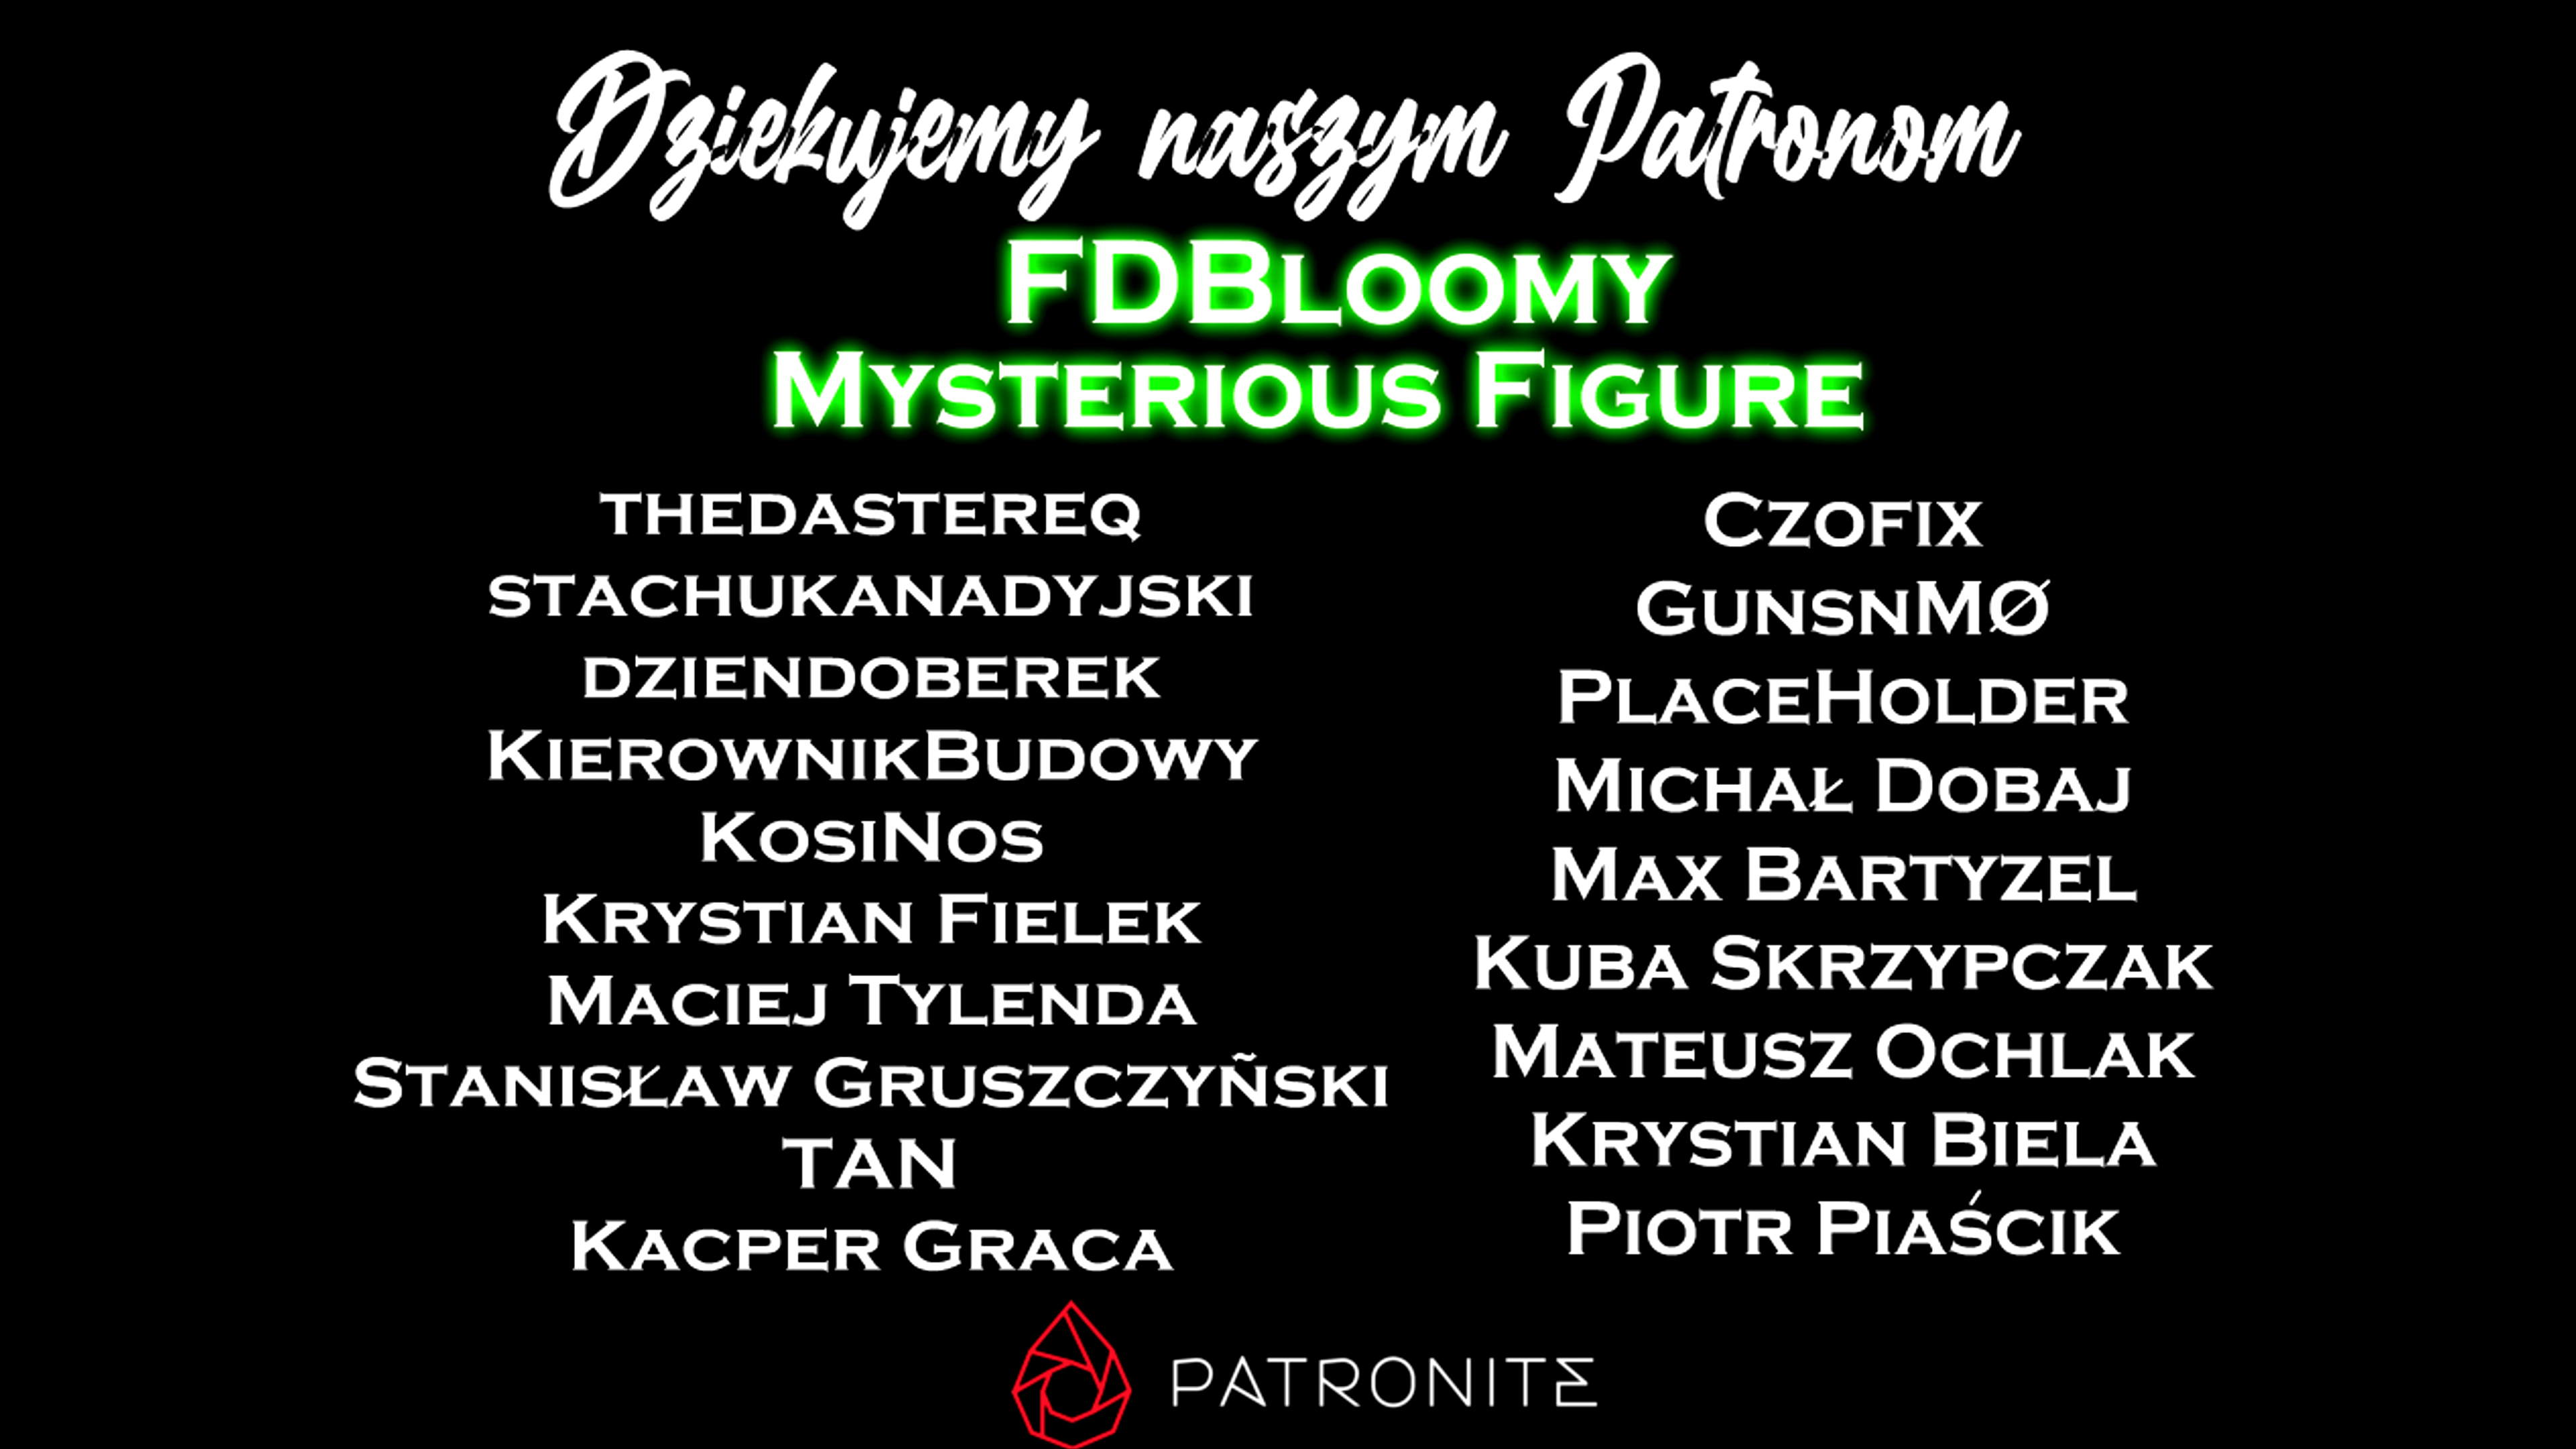 Dziekujemy naszym Patronom
FDBloomy
Mysterious Figure
thedastereq
stachukanadyjski
dziendoberek
KierownikBudowy
KosiNos
Krystian Fielek
Maciej Tylenda
Stanisław Gruszczyñski
TAN
Kacper Graca
Czofix
GunsnMØ
PlaceHolder
Michał Dobaj
Max Bartyzel
Kuba Skrzypczak
Mateusz Ochlak
Krystian Biela
Piotr Piaścik
PATRONITE